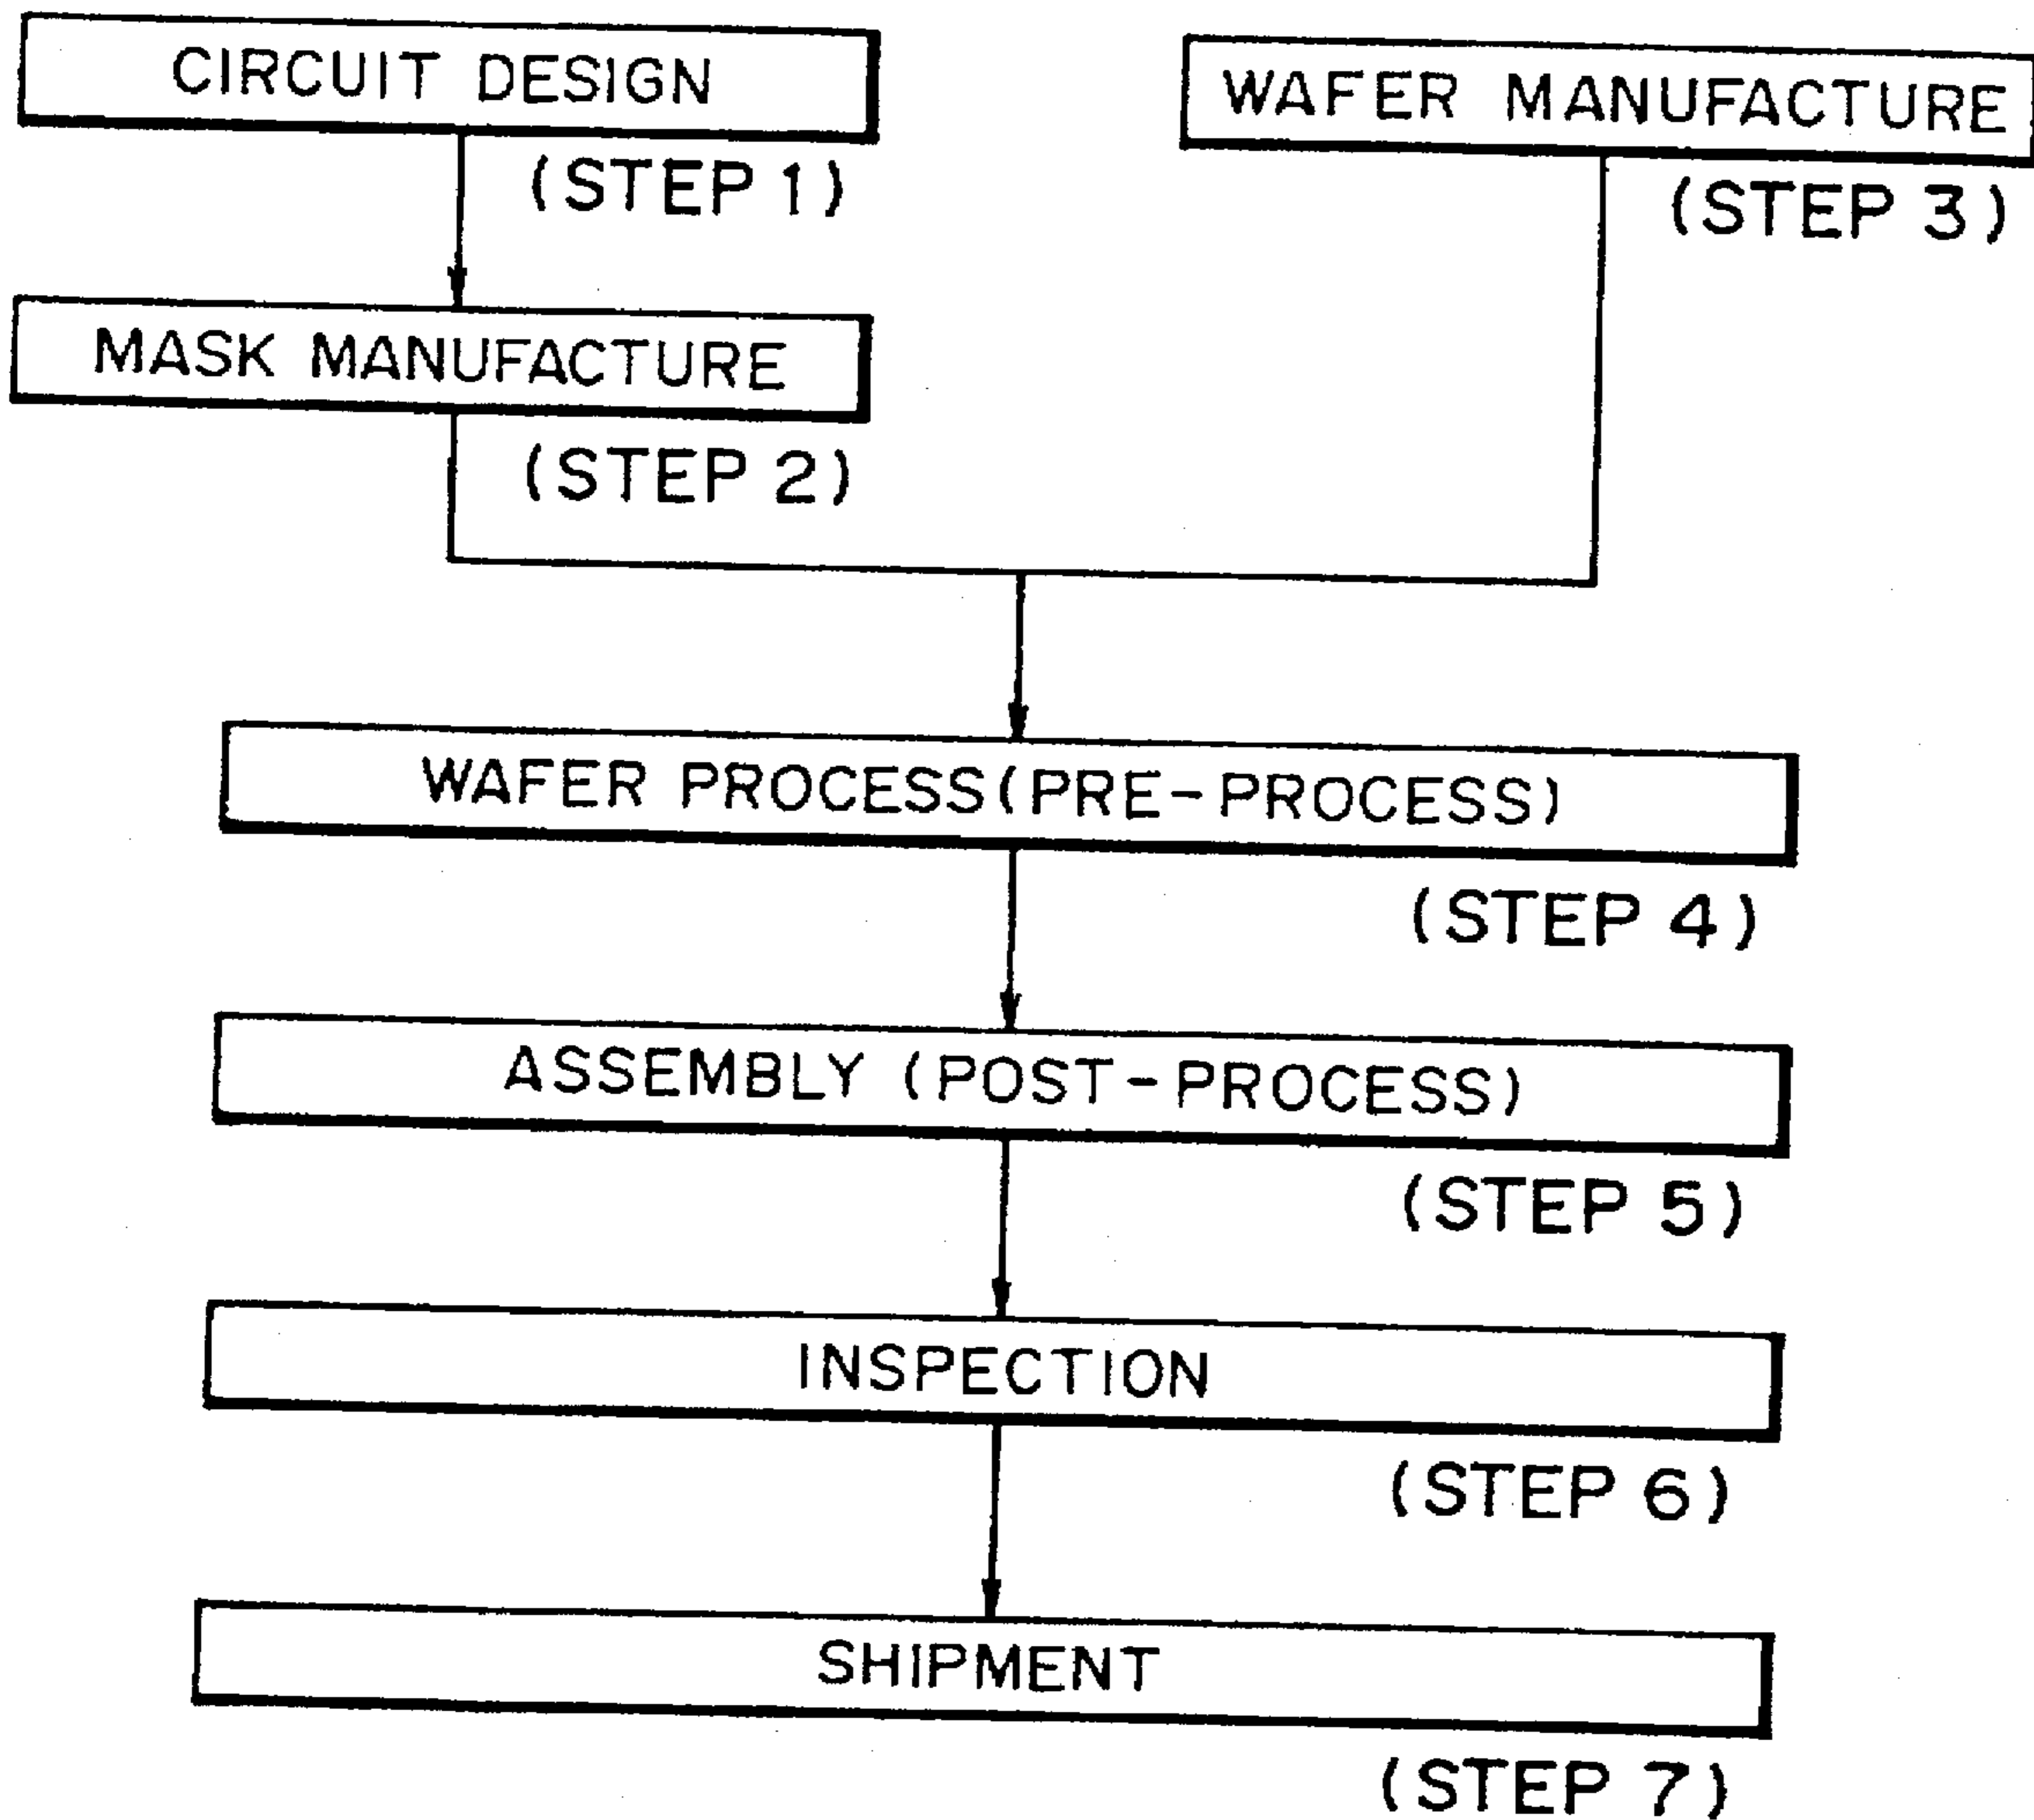 CIRCUIT DESIGN
(STEP 1)
WAFER MANUFACTURE
(STEP 3)
MASK MANUFACTURE
(STEP 2)
WAFER PROCESS(PRE-PROCESS)
(STEP 4)
ASSEMBLY (POST-PROCESS)
(STEP 5)
INSPECTION
(STEP 6)
SHIPMENT
(STEP 7)